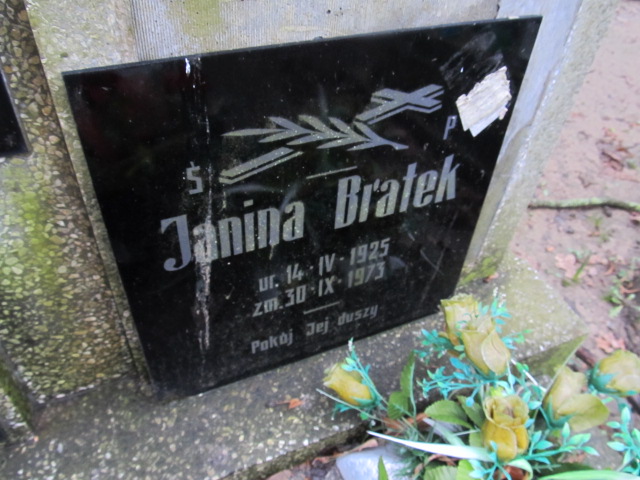 Ś P
Janina Bratek
ur. 14 · IV · 1925
zm. 30 · IX · 1973
Pokój Jej duszy